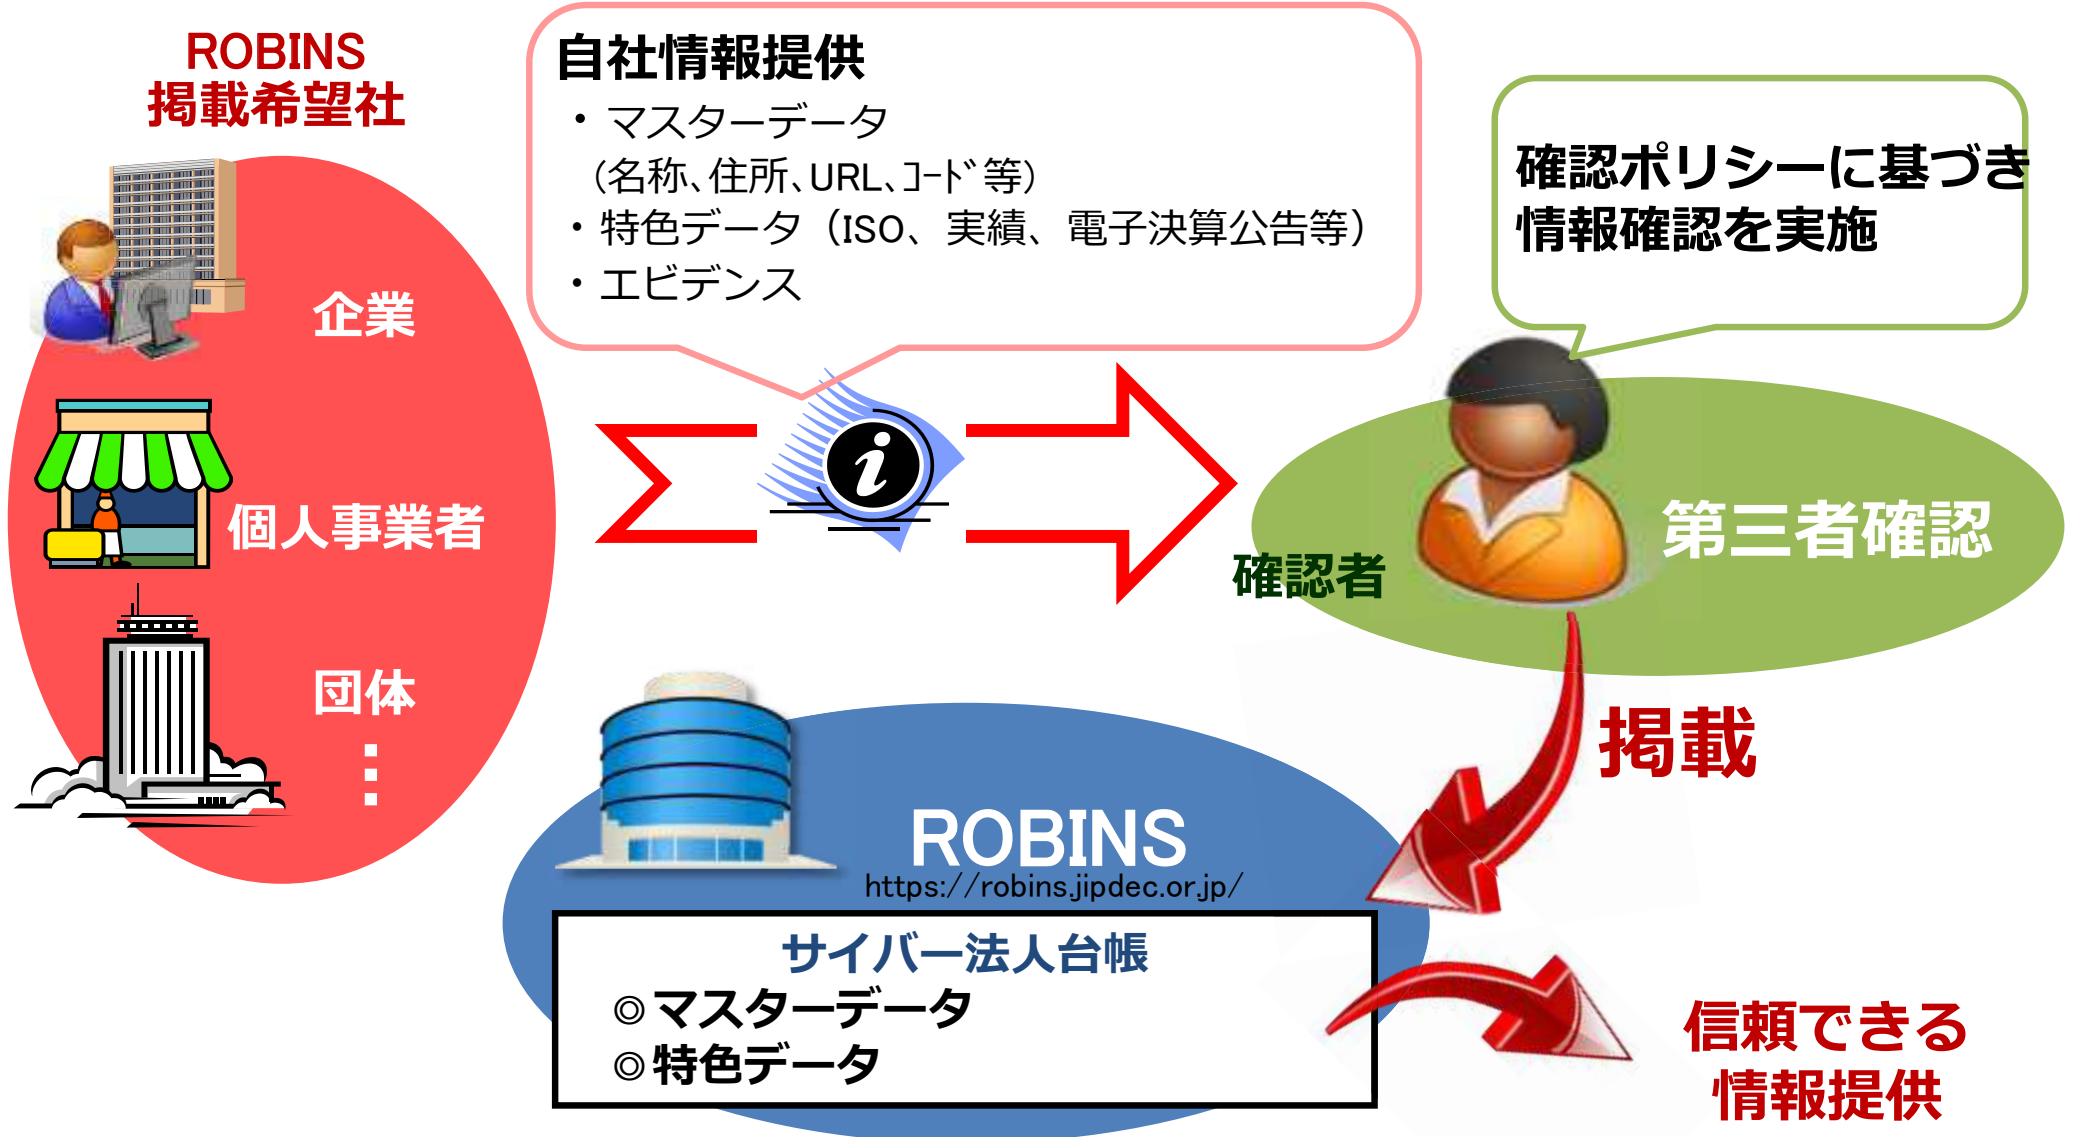 ROBINS
掲載希望社
企業
個人事業者
団体
自社情報提供
・マスターデータ
(名称、住所、URL、ｺｰﾄﾞ等)
・特色データ（ISO、実績、電子決算公告等）
・エビデンス
確認ポリシーに基づき
情報確認を実施
確認者
第三者確認
掲載
ROBINS
https://robins.jipdec.or.jp/
サイバー法人台帳
◎マスターデータ
◎特色データ
信頼できる
情報提供